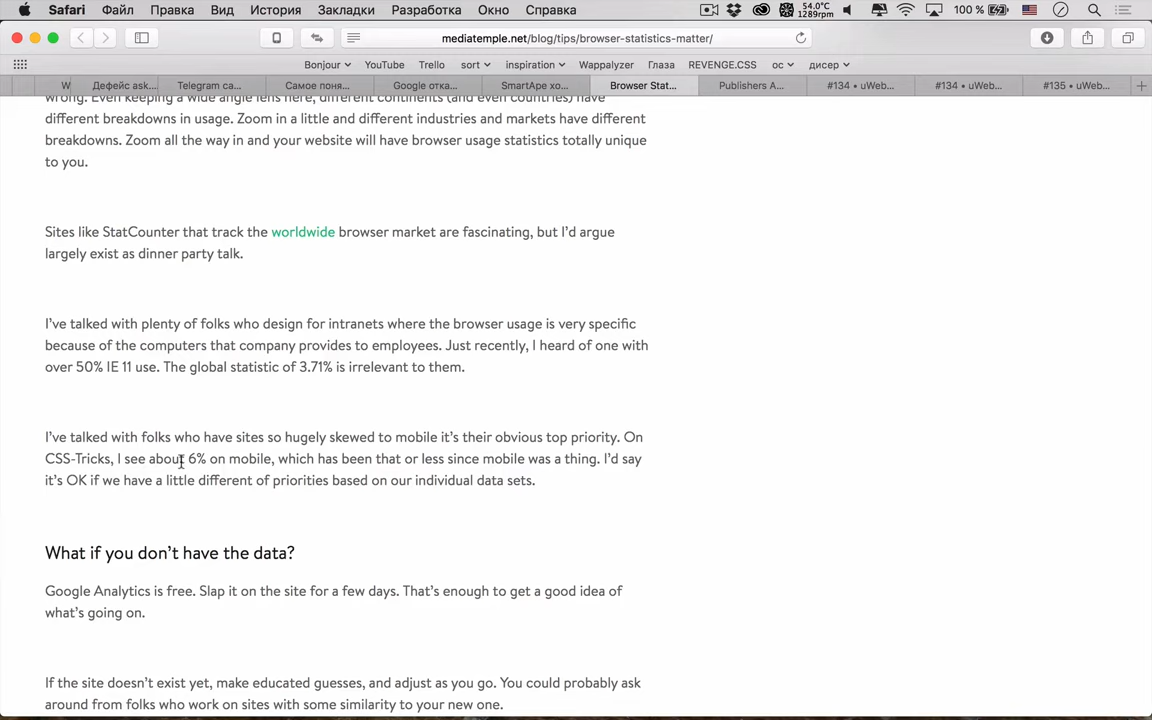 Safari Файл Правка Вид История Закладки Разработка Окно Справка 54.0°C 1289rpm 100 %
mediatemple.net/blog/tips/browser-statistics-matter/
Bonjour YouTube Trello sort inspiration Wappalyzer Глаза REVENGE.CSS ос дисер
W Дефейс ask... Telegram са... Самое поня... Google отка... SmartApe хо... Browser Stat... Publishers A... #134 • uWeb... #134 • uWeb... #135 • uWeb...
wrong. Even keeping a wide angle lens here, different continents (and even countries) have
different breakdowns in usage. Zoom in a little and different industries and markets have different
breakdowns. Zoom all the way in and your website will have browser usage statistics totally unique
to you.
Sites like StatCounter that track the worldwide browser market are fascinating, but I'd argue
largely exist as dinner party talk.
I've talked with plenty of folks who design for intranets where the browser usage is very specific
because of the computers that company provides to employees. Just recently, I heard of one with
over 50% IE 11 use. The global statistic of 3.71% is irrelevant to them.
I've talked with folks who have sites so hugely skewed to mobile it's their obvious top priority. On
CSS-Tricks, I see about 6% on mobile, which has been that or less since mobile was a thing. I'd say
it's OK if we have a little different of priorities based on our individual data sets.
What if you don't have the data?
Google Analytics is free. Slap it on the site for a few days. That's enough to get a good idea of
what's going on.
If the site doesn't exist yet, make educated guesses, and adjust as you go. You could probably ask
around from folks who work on sites with some similarity to your new one.